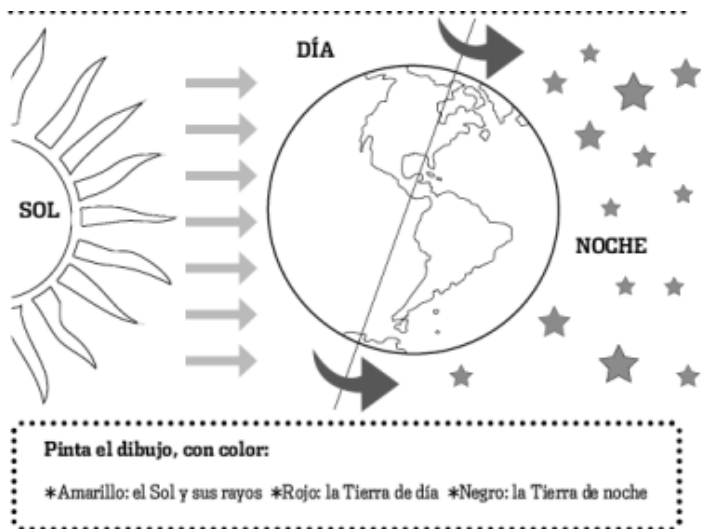 DÍA
SOL
NOCHE
Pinta el dibujo, con color:
*Amarillo: el Sol y sus rayos *Rojo: la Tierra de día *Negro: la Tierra de noche